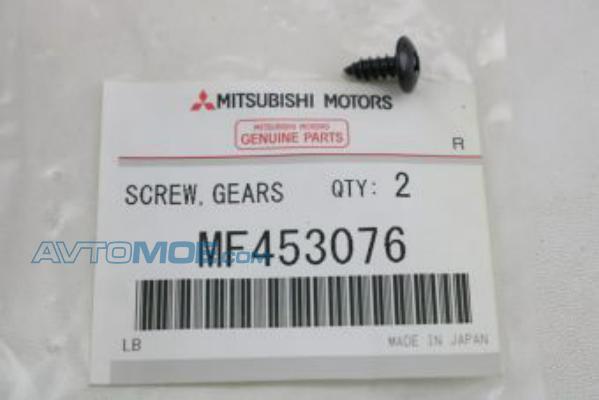 MITSUBISHI MOTORS
MITSUBISHI MOTORS
GENUINE PARTS
R
SCREW, GEARS QTY: 2
MF453076
AVTOMOE.COM
LB MADE IN JAPAN